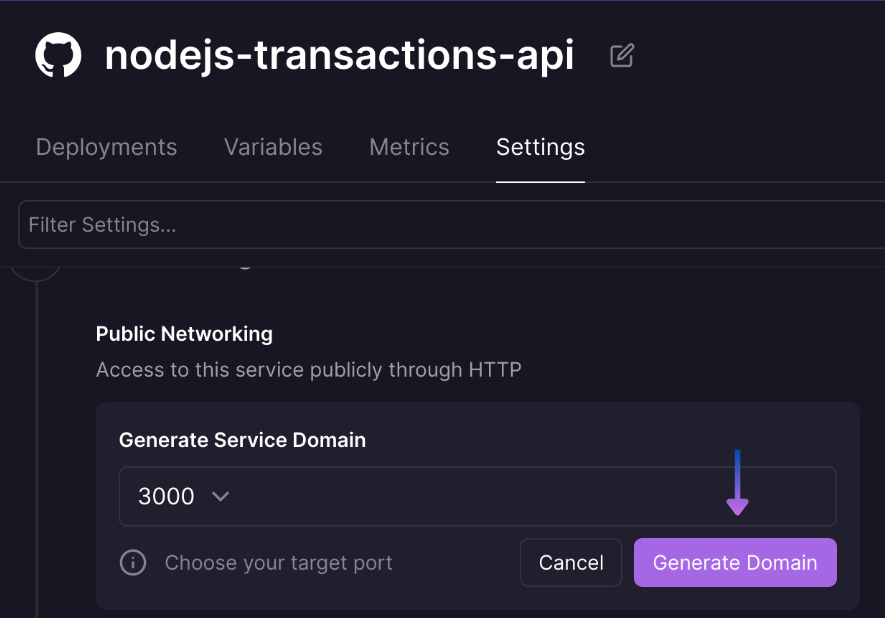 nodejs-transactions-api
Deployments Variables Metrics Settings
Filter Settings...
Public Networking
Access to this service publicly through HTTP
Generate Service Domain
3000
Choose your target port Cancel Generate Domain